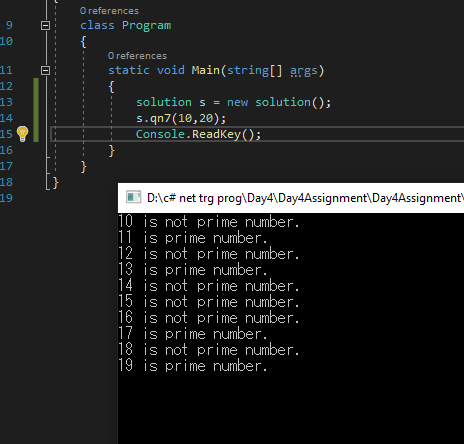 0 references
9 class Program
10 {
0 references
11 static void Main(string[] args)
12 {
13 solution s = new solution();
14 s.qn7(10,20);
15 Console.ReadKey();
16 }
17 }
18 }
19
D:\c# net trg prog\Day4\Day4Assignment\Day4Assignment\
10 is not prime number.
11 is prime number.
12 is not prime number.
13 is prime number.
14 is not prime number.
15 is not prime number.
16 is not prime number.
17 is prime number.
18 is not prime number.
19 is prime number.